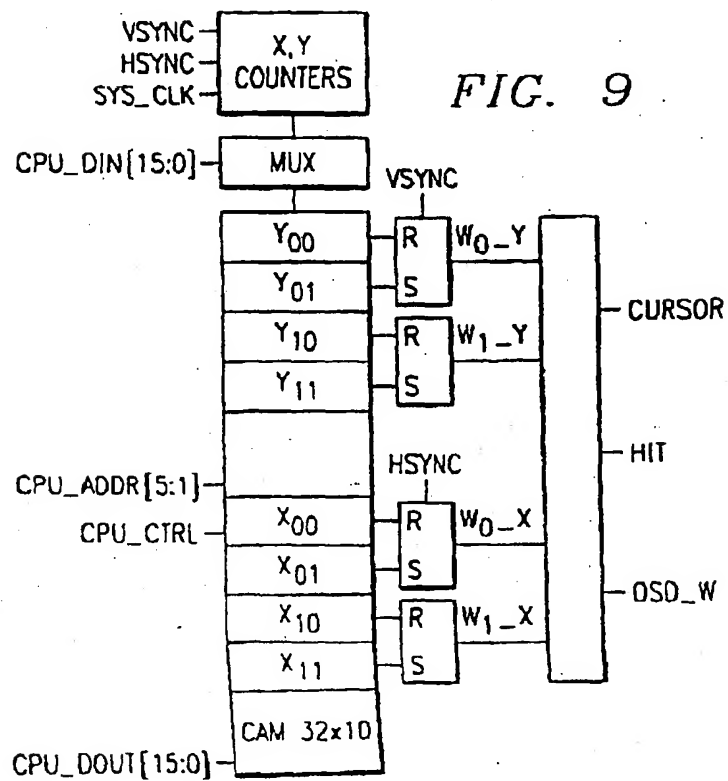 VSYNC
HSYNC
SYS_CLK
X,Y
COUNTERS
FIG. 9
CPU_DIN[15:0]
MUX
VSYNC
Y00
R
W0_Y
Y01
S
CURSOR
Y10
R
W1_Y
Y11
S
HIT
HSYNC
CPU_ADDR[5:1]
CPU_CTRL
X00
R
W0_X
X01
S
OSD_W
X10
R
W1_X
X11
S
CAM 32x10
CPU_DOUT[15:0]